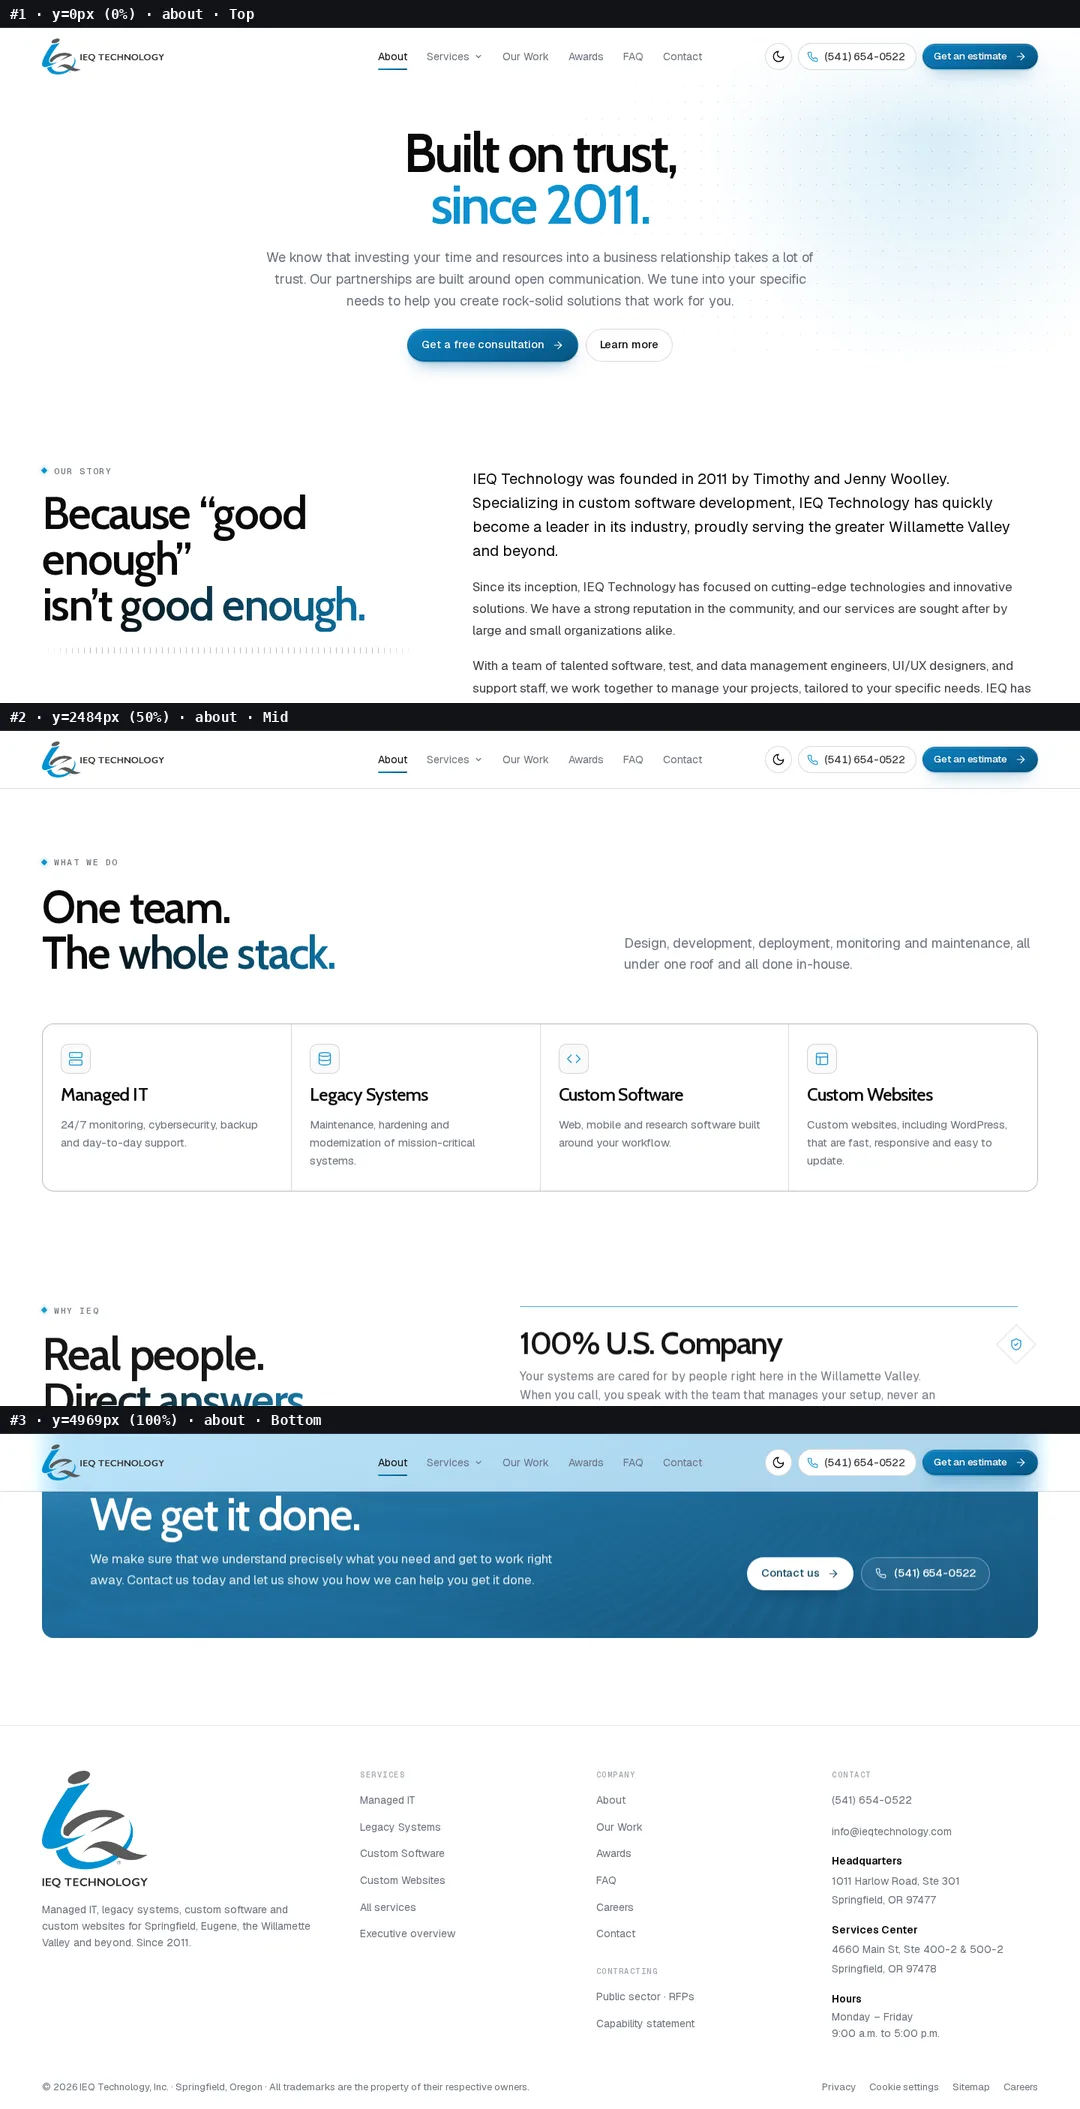 #1 · y=0px (0%) · about · Top
IEQ TECHNOLOGY
About Services Our Work Awards FAQ Contact (541) 654-0522 Get an estimate
Built on trust,
since 2011.
We know that investing your time and resources into a business relationship takes a lot of
trust. Our partnerships are built around open communication. We tune into your specific
needs to help you create rock-solid solutions that work for you.
Get a free consultation Learn more
OUR STORY
Because “good
enough”
isn’t good enough.
IEQ Technology was founded in 2011 by Timothy and Jenny Woolley.
Specializing in custom software development, IEQ Technology has quickly
become a leader in its industry, proudly serving the greater Willamette Valley
and beyond.
Since its inception, IEQ Technology has focused on cutting-edge technologies and innovative
solutions. We have a strong reputation in the community, and our services are sought after by
large and small organizations alike.
With a team of talented software, test, and data management engineers, UI/UX designers, and
support staff, we work together to manage your projects, tailored to your specific needs. IEQ has
#2 · y=2484px (50%) · about · Mid
IEQ TECHNOLOGY
About Services Our Work Awards FAQ Contact (541) 654-0522 Get an estimate
WHAT WE DO
One team.
The whole stack.
Design, development, deployment, monitoring and maintenance, all
under one roof and all done in-house.
Managed IT
24/7 monitoring, cybersecurity, backup
and day-to-day support.
Legacy Systems
Maintenance, hardening and
modernization of mission-critical
systems.
Custom Software
Web, mobile and research software built
around your workflow.
Custom Websites
Custom websites, including WordPress,
that are fast, responsive and easy to
update.
WHY IEQ
Real people.
Direct answers
100% U.S. Company
Your systems are cared for by people right here in the Willamette Valley.
When you call, you speak with the team that manages your setup, never an
#3 · y=4969px (100%) · about · Bottom
IEQ TECHNOLOGY
About Services Our Work Awards FAQ Contact (541) 654-0522 Get an estimate
We get it done.
We make sure that we understand precisely what you need and get to work right
away. Contact us today and let us show you how we can help you get it done.
Contact us (541) 654-0522
IEQ TECHNOLOGY
Managed IT, legacy systems, custom software and
custom websites for Springfield, Eugene, the Willamette
Valley and beyond. Since 2011.
SERVICES
Managed IT
Legacy Systems
Custom Software
Custom Websites
All services
Executive overview
COMPANY
About
Our Work
Awards
FAQ
Careers
Contact
CONTRACTING
Public sector · RFPs
Capability statement
CONTACT
(541) 654-0522
info@ieqtechnology.com
Headquarters
1011 Harlow Road, Ste 301
Springfield, OR 97477
Services Center
4660 Main St, Ste 400-2 & 500-2
Springfield, OR 97478
Hours
Monday – Friday
9:00 a.m. to 5:00 p.m.
© 2026 IEQ Technology, Inc. · Springfield, Oregon · All trademarks are the property of their respective owners.
Privacy Cookie settings Sitemap Careers